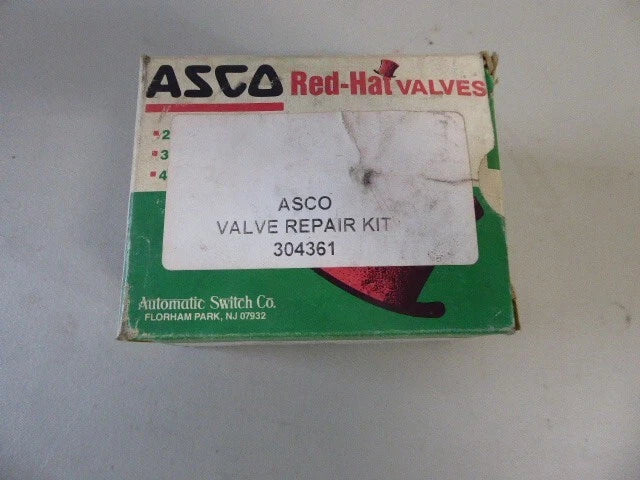 ASCO Red-Hat VALVES
2
3
4
ASCO
VALVE REPAIR KIT
304361
Automatic Switch Co.
FLORHAM PARK, NJ 07932